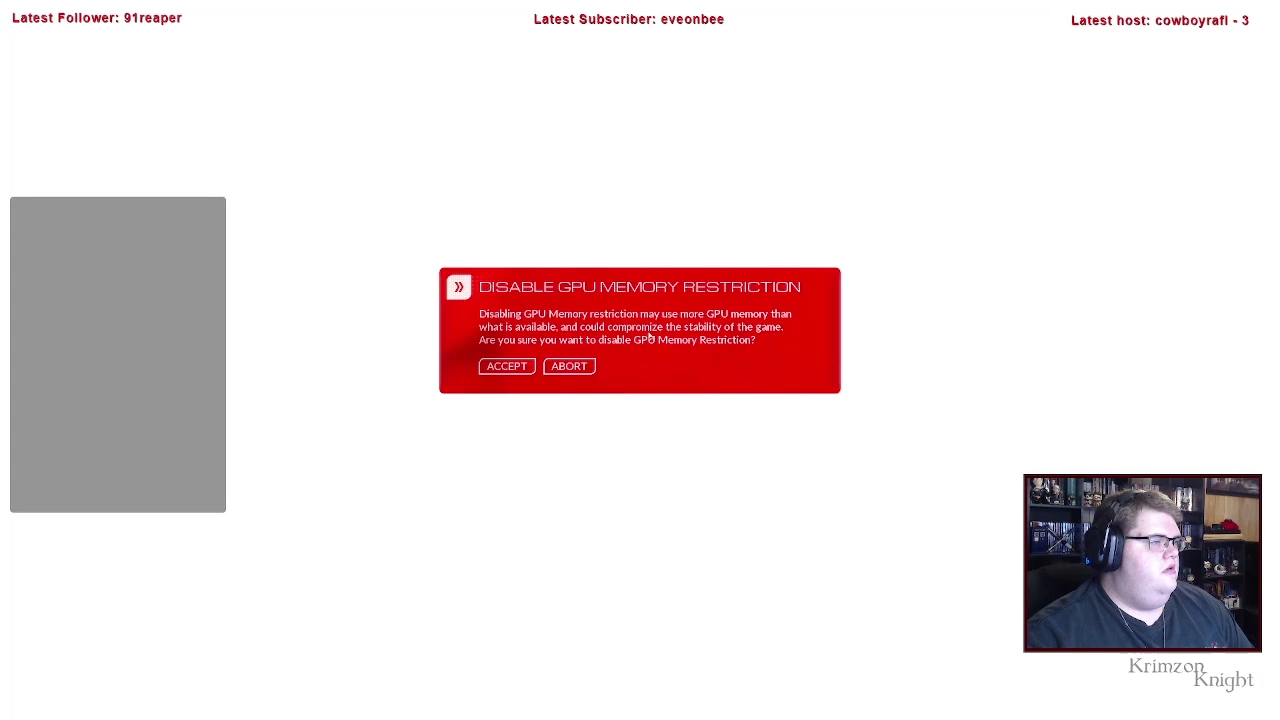 Latest Follower: 91reaper
Latest Subscriber: eveonbee
Latest host: cowboyrafl - 3
DISABLE GPU MEMORY RESTRICTION
Disabling GPU Memory restriction may use more GPU memory than
what is available, and could compromize the stability of the game.
Are you sure you want to disable GPU Memory Restriction?
ACCEPT ABORT
Krimzon
Knight